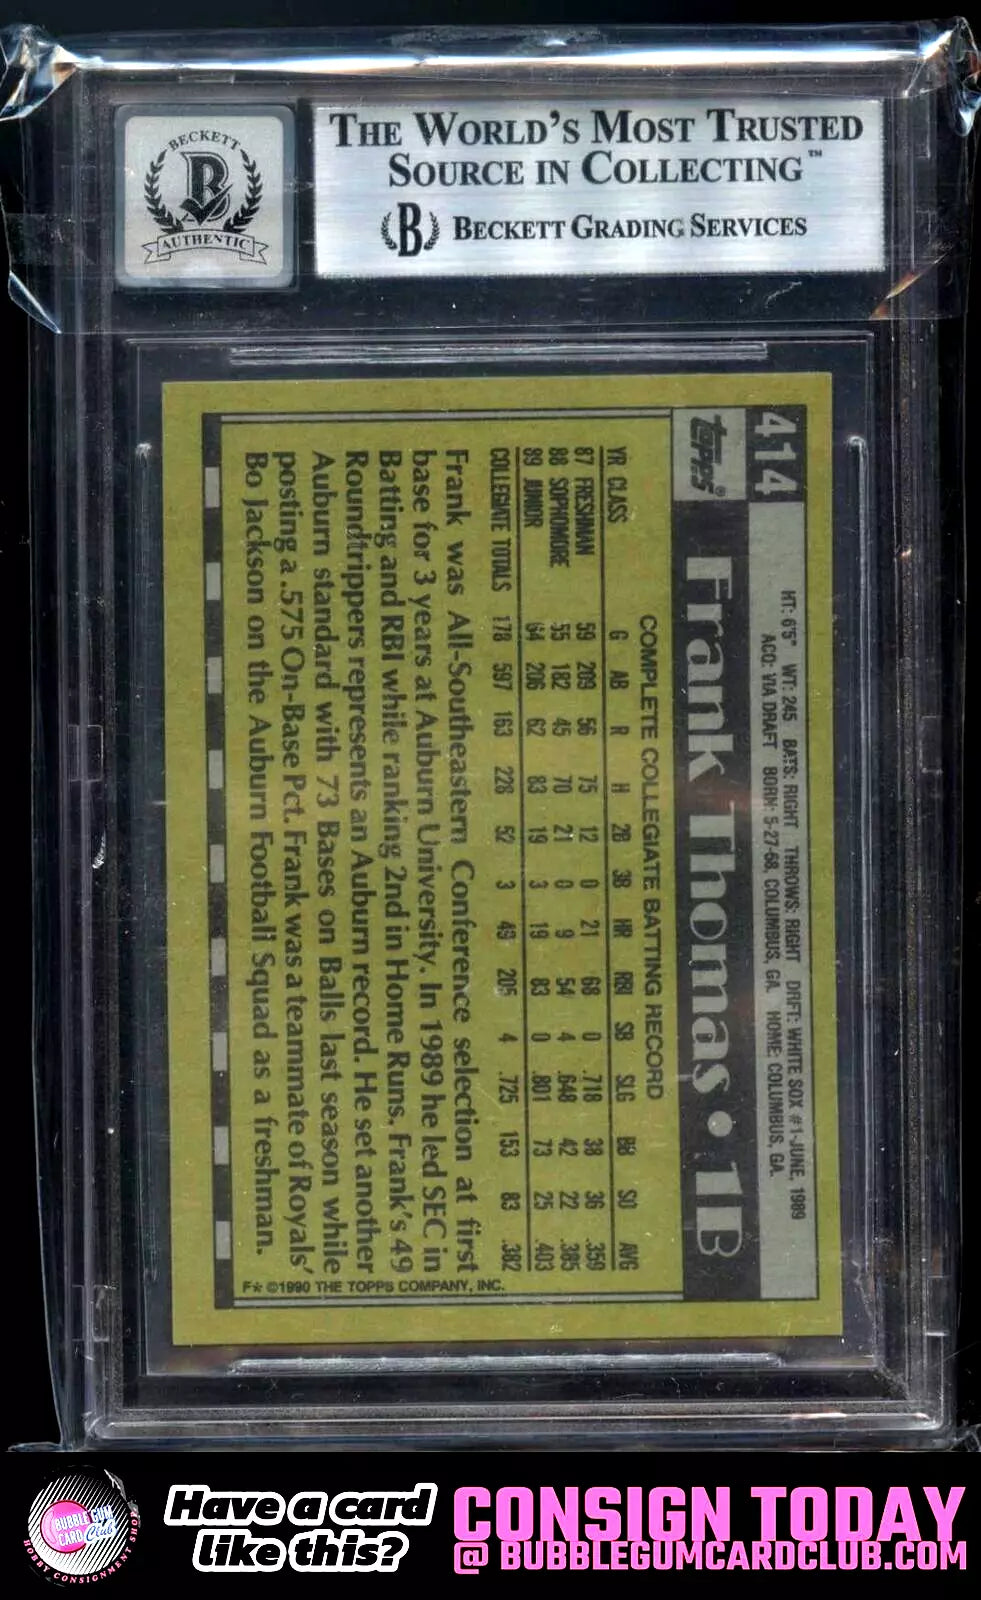 BECKETT
B
AUTHENTIC
THE WORLD'S MOST TRUSTED
SOURCE IN COLLECTING™
B BECKETT GRADING SERVICES
414
topps®
HT: 6'5" WT: 245 BATS: RIGHT THROWS: RIGHT DRFT: WHITE SOX #1-JUNE, 1989
ACQ: VIA DRAFT BORN: 5-27-68, COLUMBUS, GA. HOME: COLUMBUS, GA.
Frank Thomas • 1B
COMPLETE COLLEGIATE BATTING RECORD
YR CLASS G AB R H 2B 3B HR RBI SB SLG BB SO AVG
87 FRESHMAN 59 209 56 75 12 0 21 68 0 .718 38 36 .359
88 SOPHOMORE 55 182 45 70 21 0 9 54 4 .648 42 22 .385
89 JUNIOR 64 206 62 83 19 3 19 83 0 .801 73 25 .403
COLLEGIATE TOTALS 178 597 163 228 52 3 49 205 4 .725 153 83 .382
Frank was All-Southeastern Conference selection at first
base for 3 years at Auburn University. In 1989 he led SEC in
Batting and RBI while ranking 2nd in Home Runs. Frank's 49
Roundtrippers represents an Auburn record. He set another
Auburn standard with 73 Bases on Balls last season while
posting a .575 On-Base Pct. Frank was a teammate of Royals'
Bo Jackson on the Auburn Football Squad as a freshman.
F* ©1990 THE TOPPS COMPANY, INC.
BUBBLE GUM
CARD Club
HOBBY CONSIGNMENT SHOP
Have a card
like this?
CONSIGN TODAY
@ BUBBLEGUMCARDCLUB.COM